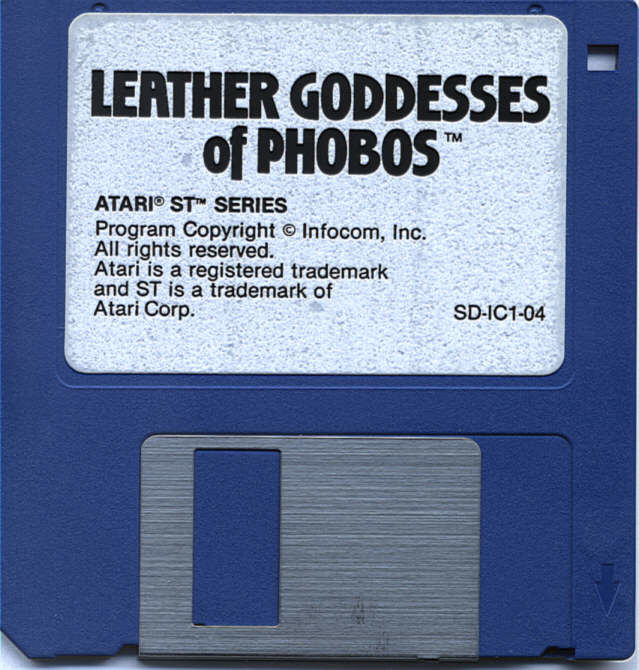 LEATHER GODDESSES
of PHOBOS™
ATARI® ST™ SERIES
Program Copyright © Infocom, Inc.
All rights reserved.
Atari is a registered trademark
and ST is a trademark of
Atari Corp.
SD-IC1-04